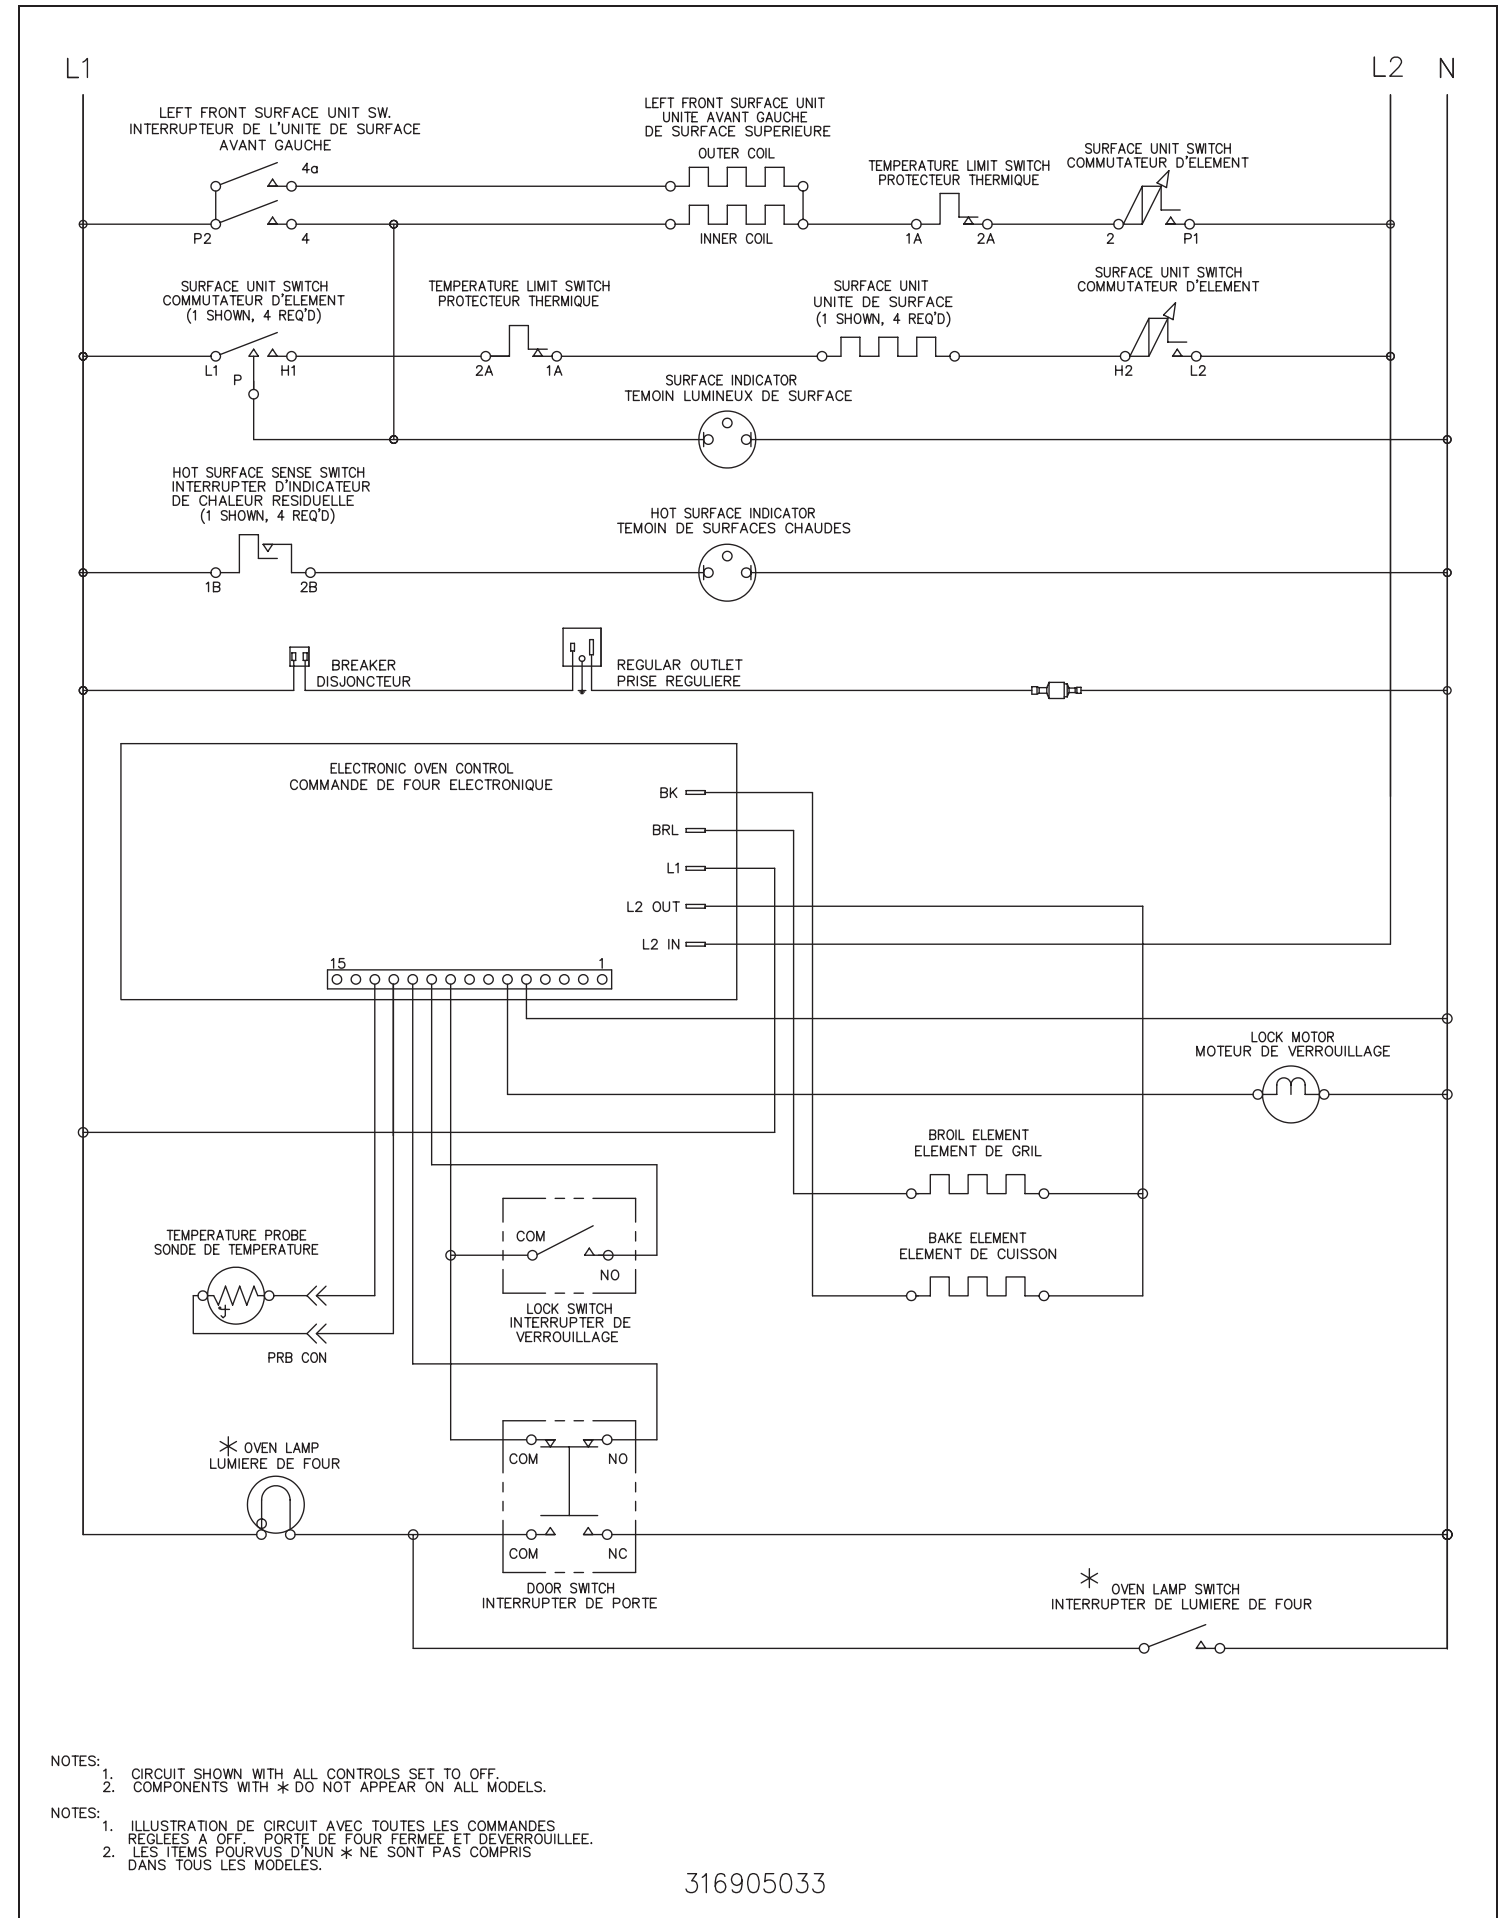 L1
L2 N
LEFT FRONT SURFACE UNIT SW.
INTERRUPTEUR DE L'UNITE DE SURFACE
AVANT GAUCHE
4a
P2
4
LEFT FRONT SURFACE UNIT
UNITE AVANT GAUCHE
DE SURFACE SUPERIEURE
OUTER COIL
INNER COIL
TEMPERATURE LIMIT SWITCH
PROTECTEUR THERMIQUE
1A
2A
SURFACE UNIT SWITCH
COMMUTATEUR D'ELEMENT
2
P1
SURFACE UNIT SWITCH
COMMUTATEUR D'ELEMENT
(1 SHOWN, 4 REQ'D)
L1
P
H1
TEMPERATURE LIMIT SWITCH
PROTECTEUR THERMIQUE
2A
1A
SURFACE UNIT
UNITE DE SURFACE
(1 SHOWN, 4 REQ'D)
SURFACE UNIT SWITCH
COMMUTATEUR D'ELEMENT
H2
L2
SURFACE INDICATOR
TEMOIN LUMINEUX DE SURFACE
HOT SURFACE SENSE SWITCH
INTERRUPTER D'INDICATEUR
DE CHALEUR RESIDUELLE
(1 SHOWN, 4 REQ'D)
1B
2B
HOT SURFACE INDICATOR
TEMOIN DE SURFACES CHAUDES
BREAKER
DISJONCTEUR
REGULAR OUTLET
PRISE REGULIERE
ELECTRONIC OVEN CONTROL
COMMANDE DE FOUR ELECTRONIQUE
BK
BRL
L1
L2 OUT
L2 IN
15
1
LOCK MOTOR
MOTEUR DE VERROUILLAGE
BROIL ELEMENT
ELEMENT DE GRIL
BAKE ELEMENT
ELEMENT DE CUISSON
COM
NO
LOCK SWITCH
INTERRUPTER DE
VERROUILLAGE
TEMPERATURE PROBE
SONDE DE TEMPERATURE
PRB CON
* OVEN LAMP
LUMIERE DE FOUR
COM
NO
COM
NC
DOOR SWITCH
INTERRUPTER DE PORTE
* OVEN LAMP SWITCH
INTERRUPTER DE LUMIERE DE FOUR
NOTES:
1. CIRCUIT SHOWN WITH ALL CONTROLS SET TO OFF.
2. COMPONENTS WITH * DO NOT APPEAR ON ALL MODELS.
NOTES:
1. ILLUSTRATION DE CIRCUIT AVEC TOUTES LES COMMANDES
REGLEES A OFF. PORTE DE FOUR FERMEE ET DEVERROUILLEE.
2. LES ITEMS POURVUS D'NUN * NE SONT PAS COMPRIS
DANS TOUS LES MODELES.
316905033